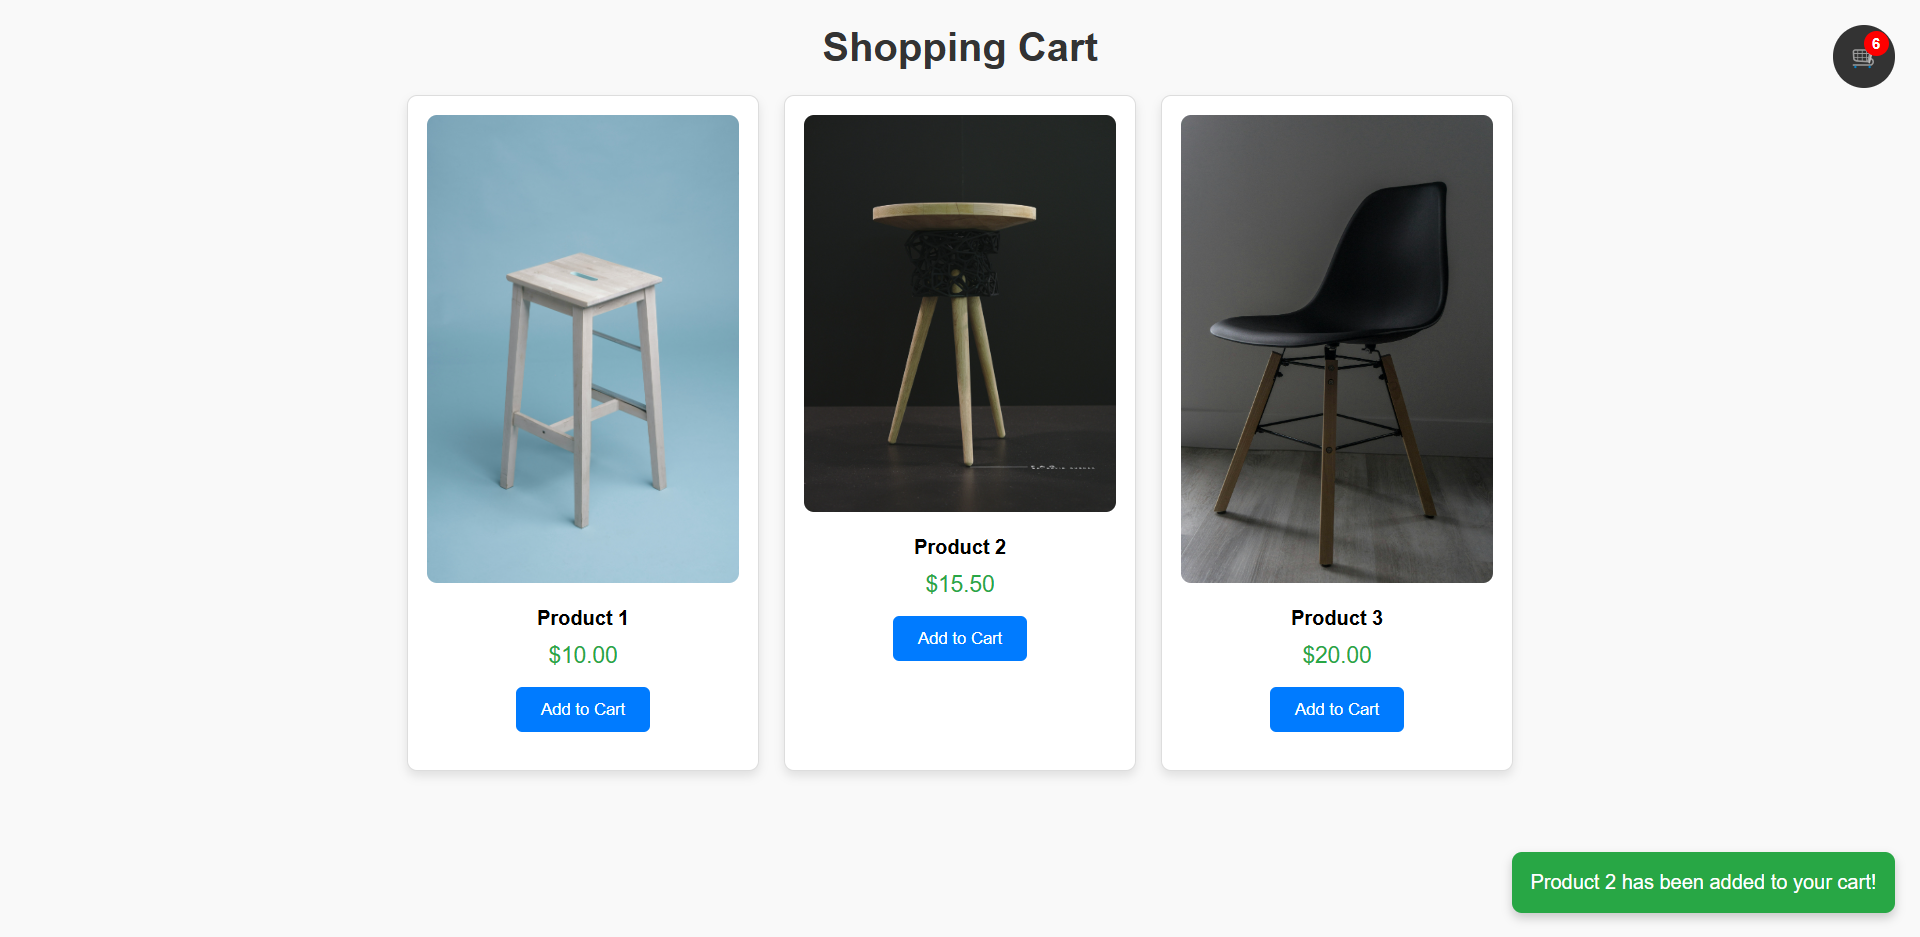 Shopping Cart
6
Product 1
$10.00
Add to Cart
Product 2
$15.50
Add to Cart
Product 3
$20.00
Add to Cart
Product 2 has been added to your cart!